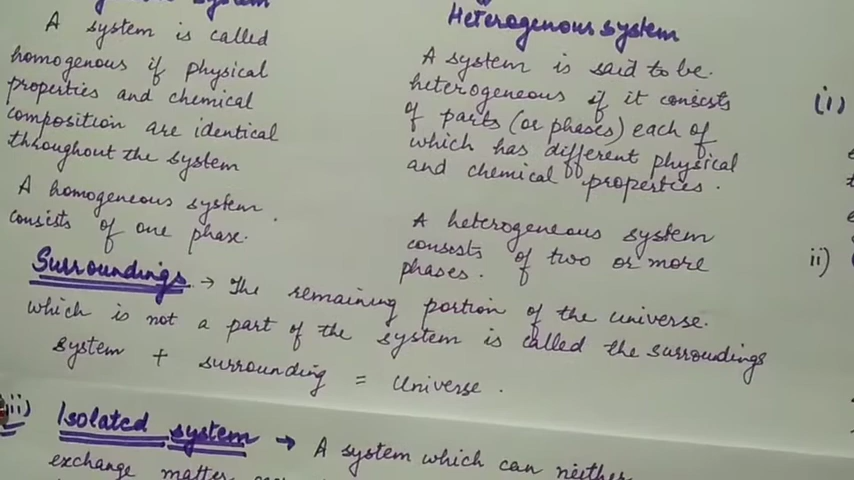 system
A system is called
homogenous if physical
properties and chemical
composition are identical
throughout the system
A homogeneous system
consists of one phase.
Heterogenous system
A system is said to be.
heterogeneous if it consists
of parts (or phases) each of
which has different physical
and chemical properties.
A heterogeneous system
consists of two or more
phases.
Surroundings → The remaining portion of the universe.
which is not a part of the system is called the surroundings
system + surrounding = Universe.
Isolated system → A system which can neither
exchange matter
(i)
ii)